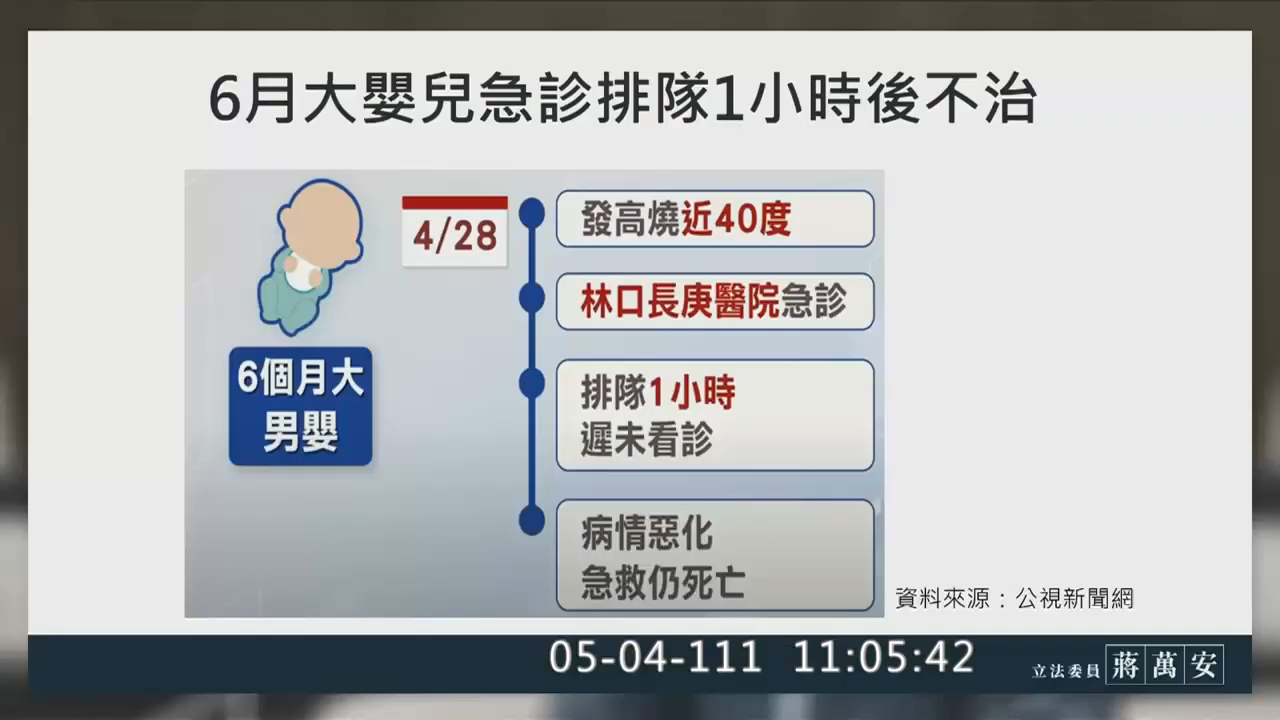 6月大嬰兒急診排隊1小時後不治
4/28
發高燒近40度
林口長庚醫院急診
排隊1小時
遲未看診
病情惡化
急救仍死亡
6個月大
男嬰
資料來源：公視新聞網
05-04-111 11:05:42
立法委員 蔣萬安